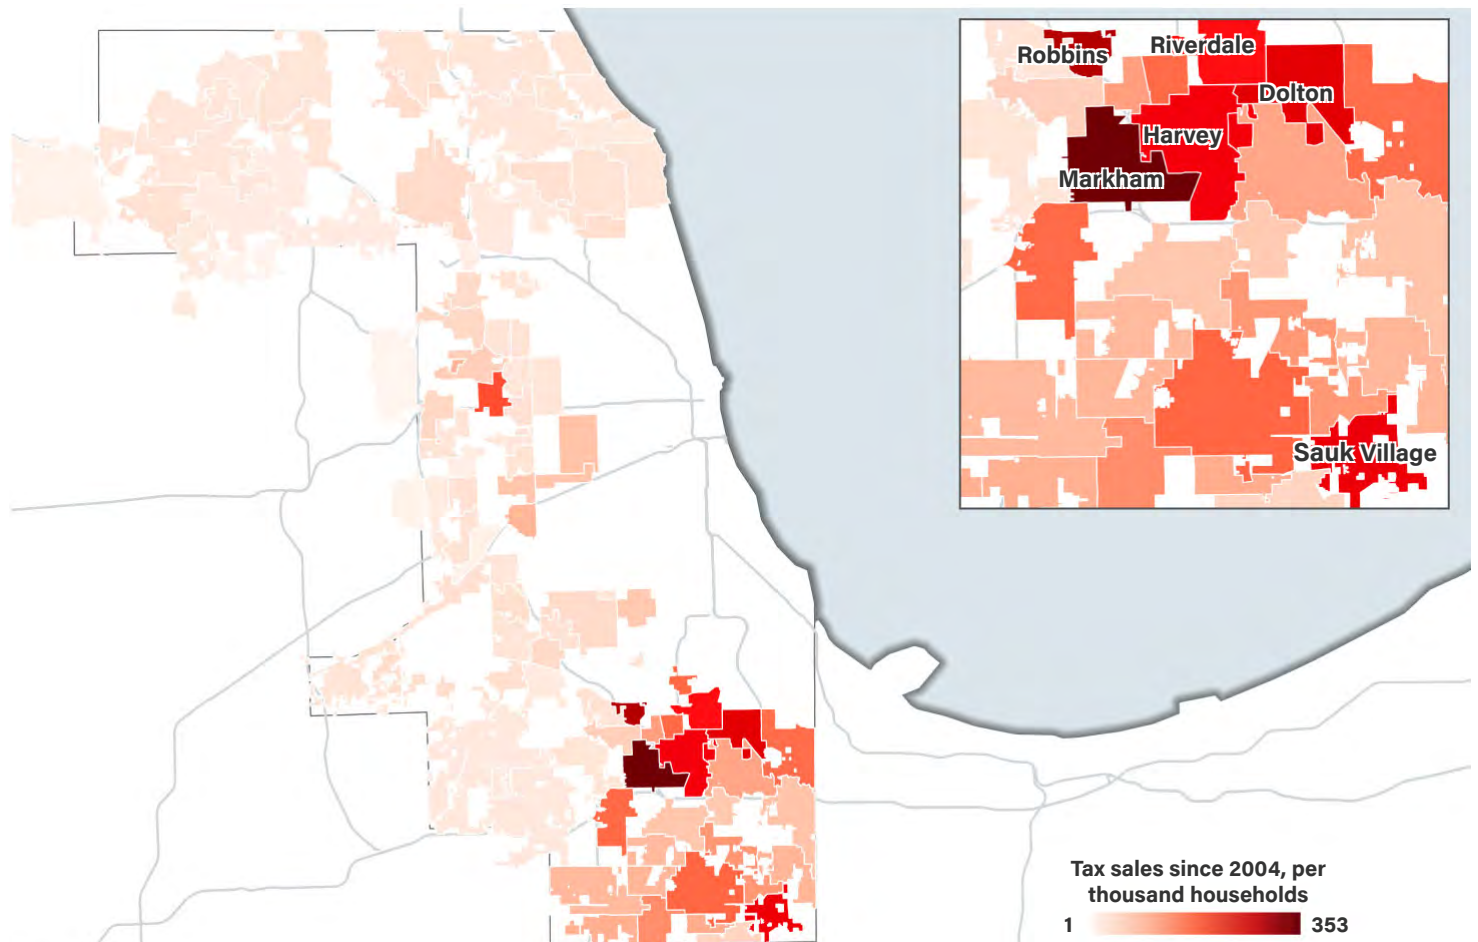 Robbins
Riverdale
Dolton
Harvey
Markham
Sauk Village
Tax sales since 2004, per
thousand households
1
353